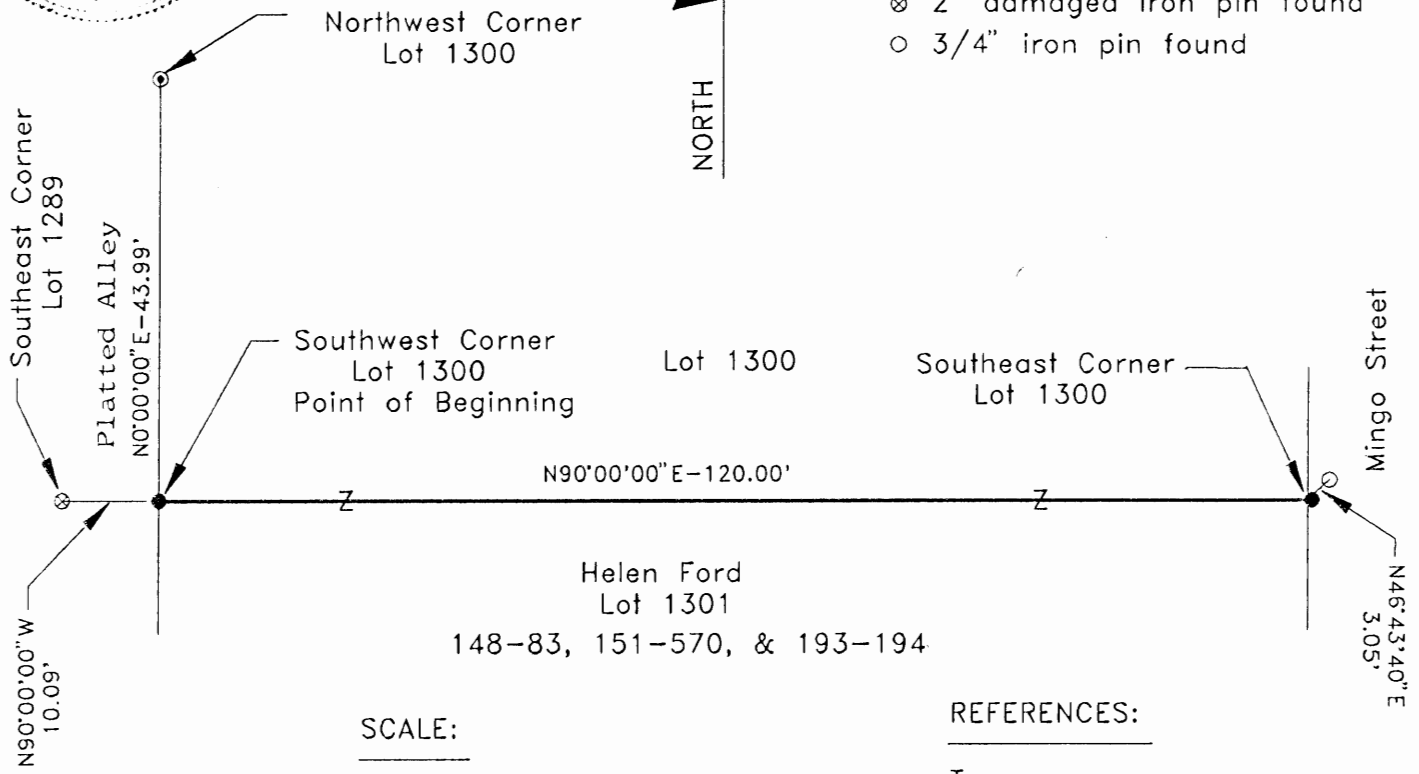 Northwest Corner
Lot 1300
2" damaged iron pin found
3/4" iron pin found
NORTH
Southeast Corner
Lot 1289
Platted Alley
N0°00'00"E-43.99'
Southwest Corner
Lot 1300
Point of Beginning
Lot 1300
Southeast Corner
Lot 1300
Mingo Street
N90°00'00"E-120.00'
Z
Z
N90°00'00"W
10.09'
N46°43'40"E
3.05'
Helen Ford
Lot 1301
148-83, 151-570, & 193-194
SCALE:
REFERENCES: